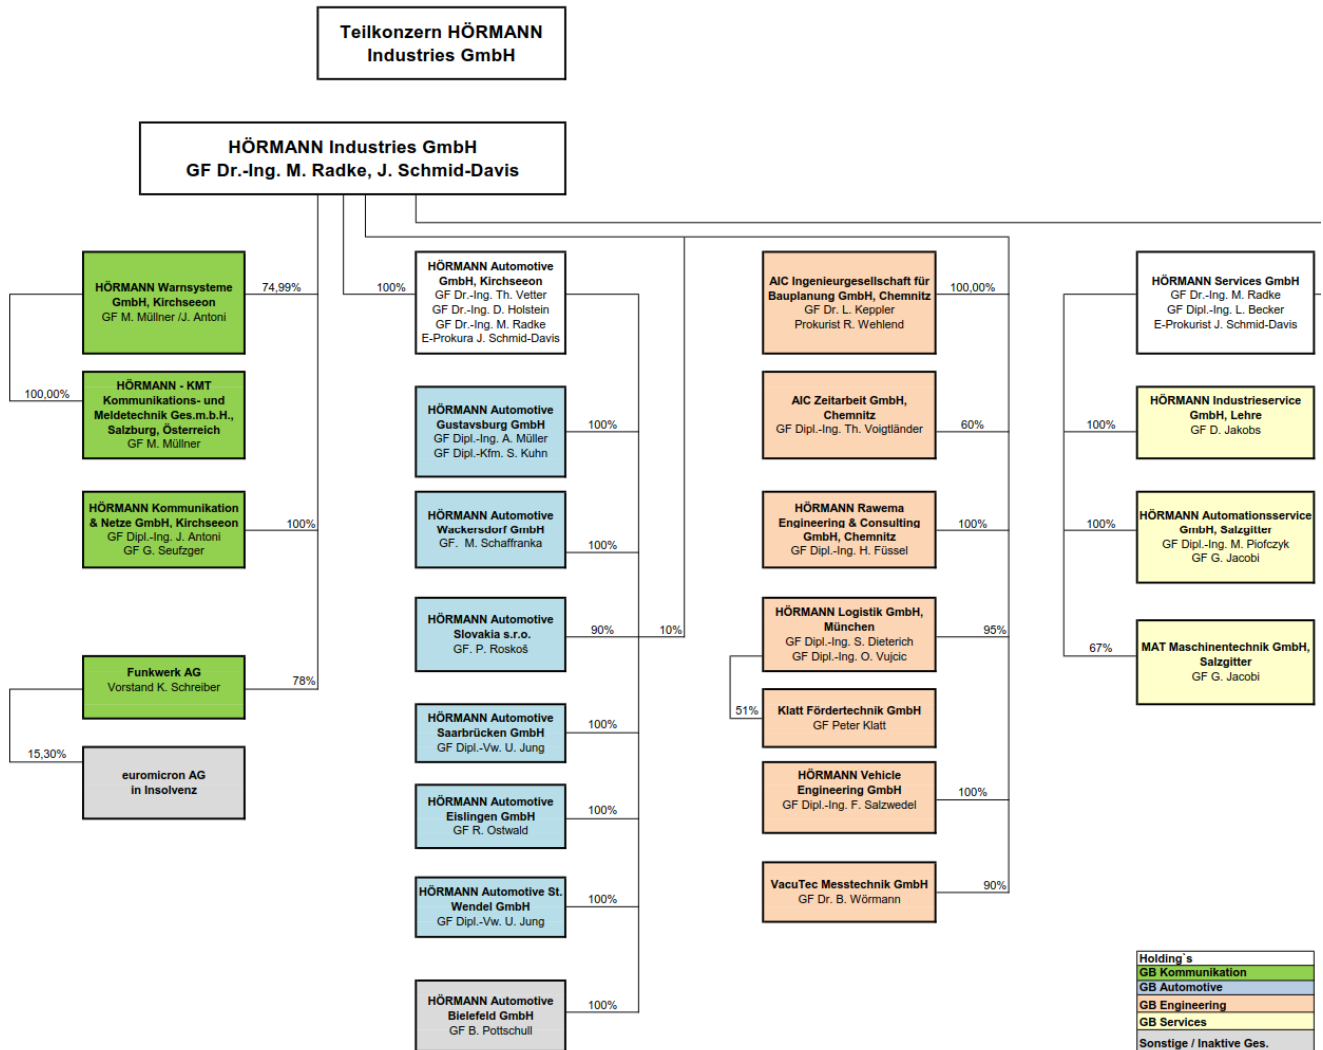 Teilkonzern HÖRMANN
Industries GmbH
HÖRMANN Industries GmbH
GF Dr.-Ing. M. Radke, J. Schmid-Davis
HÖRMANN Warnsysteme
GmbH, Kirchseeon
GF M. Müllner /J. Antoni
74,99%
100,00%
HÖRMANN - KMT
Kommunikations- und
Meldetechnik Ges.m.b.H.,
Salzburg, Österreich
GF M. Müllner
HÖRMANN Kommunikation
& Netze GmbH, Kirchseeon
GF Dipl.-Ing. J. Antoni
GF G. Seufzger
100%
Funkwerk AG
Vorstand K. Schreiber
78%
15,30%
euromicron AG
in Insolvenz
100%
HÖRMANN Automotive
GmbH, Kirchseeon
GF Dr.-Ing. Th. Vetter
GF Dr.-Ing. D. Holstein
GF Dr.-Ing. M. Radke
E-Prokura J. Schmid-Davis
HÖRMANN Automotive
Gustavsburg GmbH
GF Dipl.-Ing. A. Müller
GF Dipl.-Kfm. S. Kuhn
100%
HÖRMANN Automotive
Wackersdorf GmbH
GF. M. Schaffranka
100%
HÖRMANN Automotive
Slovakia s.r.o.
GF. P. Roskoš
90%
10%
HÖRMANN Automotive
Saarbrücken GmbH
GF Dipl.-Vw. U. Jung
100%
HÖRMANN Automotive
Eislingen GmbH
GF R. Ostwald
100%
HÖRMANN Automotive St.
Wendel GmbH
GF Dipl.-Vw. U. Jung
100%
HÖRMANN Automotive
Bielefeld GmbH
GF B. Pottschull
100%
AIC Ingenieurgesellschaft für
Bauplanung GmbH, Chemnitz
GF Dr. L. Keppler
Prokurist R. Wehlend
100,00%
AIC Zeitarbeit GmbH,
Chemnitz
GF Dipl.-Ing. Th. Voigtländer
60%
HÖRMANN Rawema
Engineering & Consulting
GmbH, Chemnitz
GF Dipl.-Ing. H. Füssel
100%
HÖRMANN Logistik GmbH,
München
GF Dipl.-Ing. S. Dieterich
GF Dipl.-Ing. O. Vujcic
95%
51%
Klatt Fördertechnik GmbH
GF Peter Klatt
HÖRMANN Vehicle
Engineering GmbH
GF Dipl.-Ing. F. Salzwedel
100%
VacuTec Messtechnik GmbH
GF Dr. B. Wörmann
90%
HÖRMANN Services GmbH
GF Dr.-Ing. M. Radke
GF Dipl.-Ing. L. Becker
E-Prokurist J. Schmid-Davis
100%
HÖRMANN Industrieservice
GmbH, Lehre
GF D. Jakobs
100%
HÖRMANN Automationsservice
GmbH, Salzgitter
GF Dipl.-Ing. M. Piofczyk
GF G. Jacobi
67%
MAT Maschinentechnik GmbH,
Salzgitter
GF G. Jacobi
Holding`s
GB Kommunikation
GB Automotive
GB Engineering
GB Services
Sonstige / Inaktive Ges.